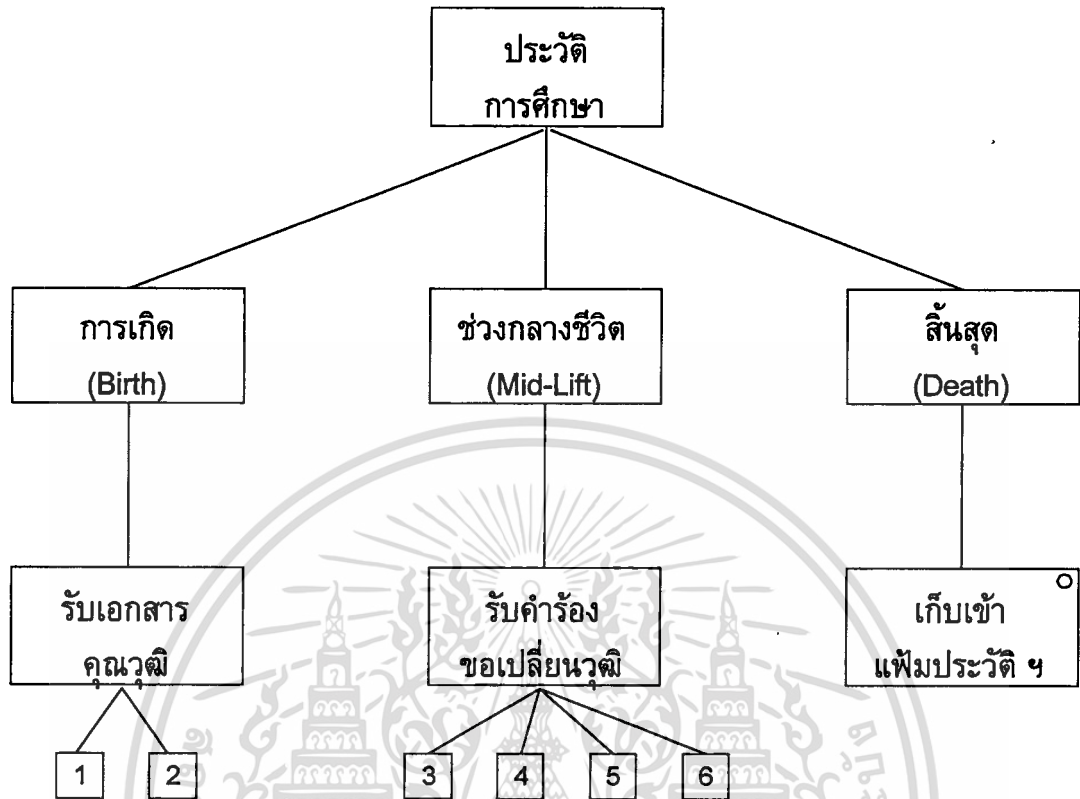 ประวัติ
การศึกษา
การเกิด
(Birth)
ช่วงกลางชีวิต
(Mid-Lift)
สิ้นสุด
(Death)
รับเอกสาร
คุณวุฒิ
รับคำร้อง
ขอเปลี่ยนวุฒิ
เก็บเข้า
แฟ้มประวัติ ฯ
1
2
3
4
5
6